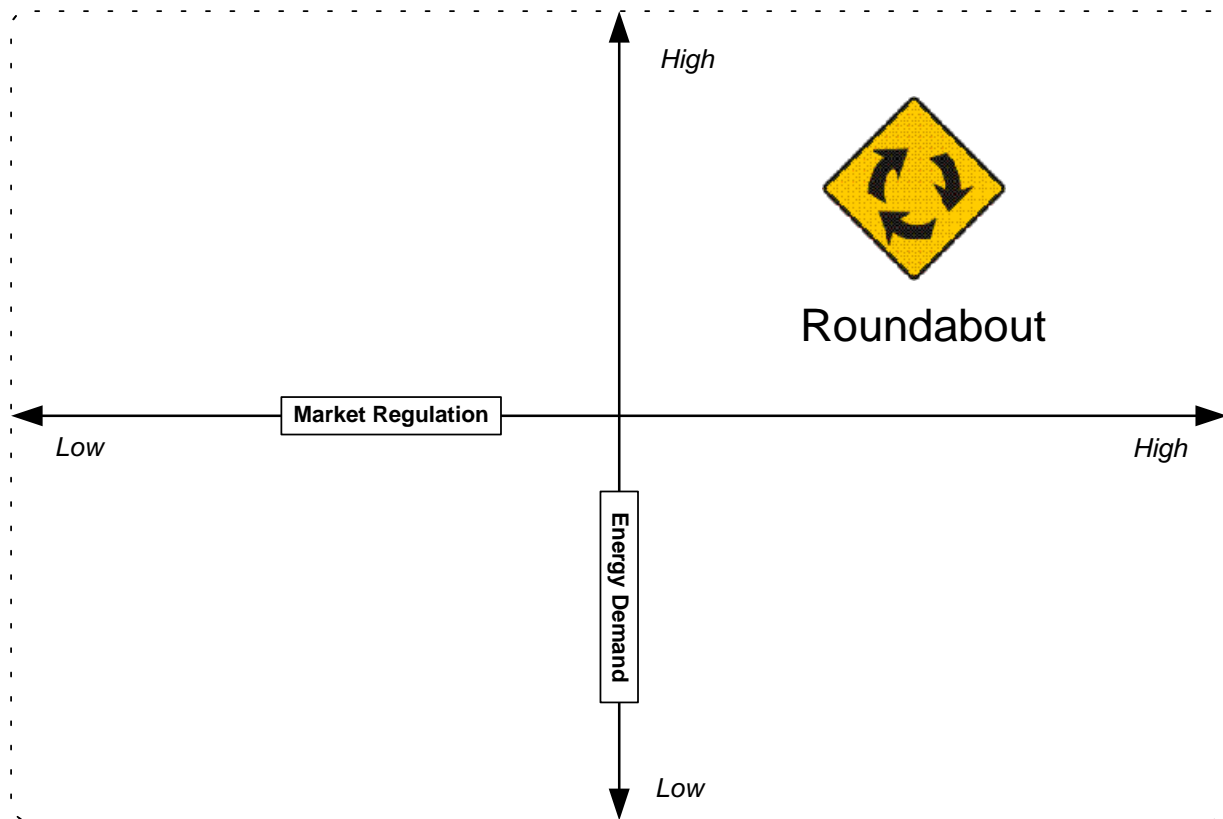 High
Roundabout
Market Regulation
Low
High
Energy Demand
Low